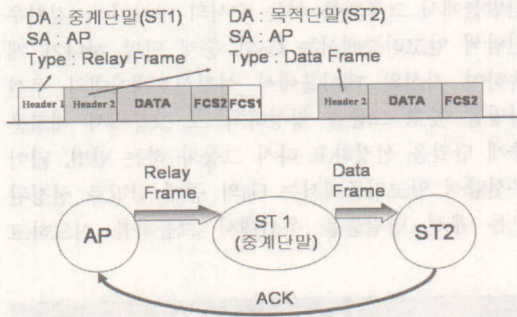 DA : 중계단말(ST1)
SA : AP
Type : Relay Frame
DA : 목적단말(ST2)
SA : AP
Type : Data Frame
Header 1 Header 2 DATA FCS2 FCS1
Header 2 DATA FCS2
Relay Frame
Data Frame
AP
ST 1
(중계단말)
ST2
ACK